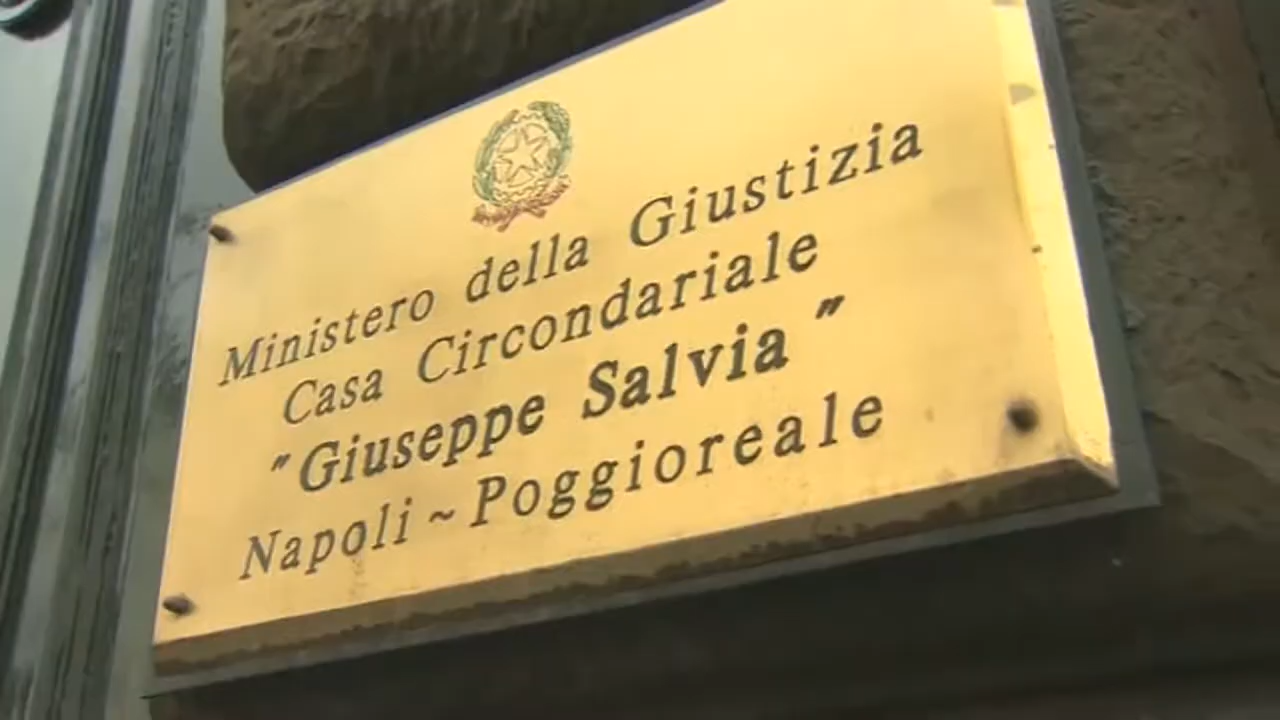 Ministero della Giustizia
Casa Circondariale
"Giuseppe Salvia"
Napoli~Poggioreale